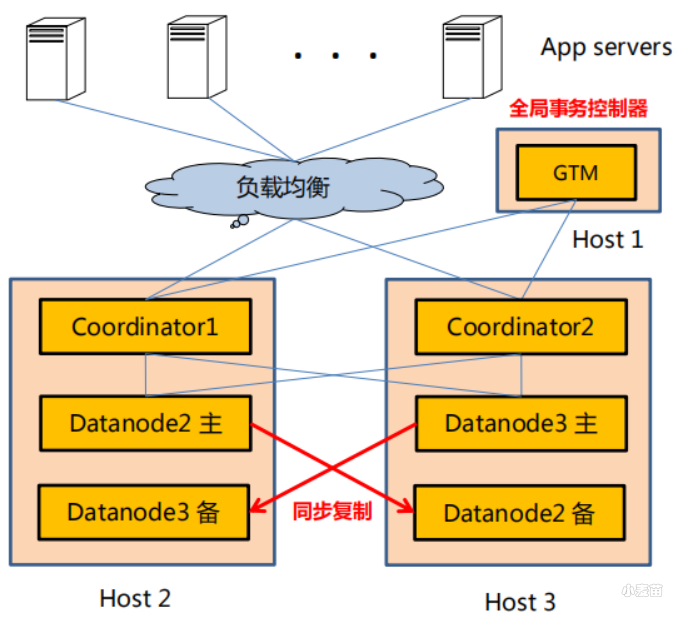 App servers
全局事务控制器
GTM
Host 1
负载均衡
Coordinator1
Datanode2 主
Datanode3 备
Host 2
同步复制
Coordinator2
Datanode3 主
Datanode2 备
Host 3
小麦苗